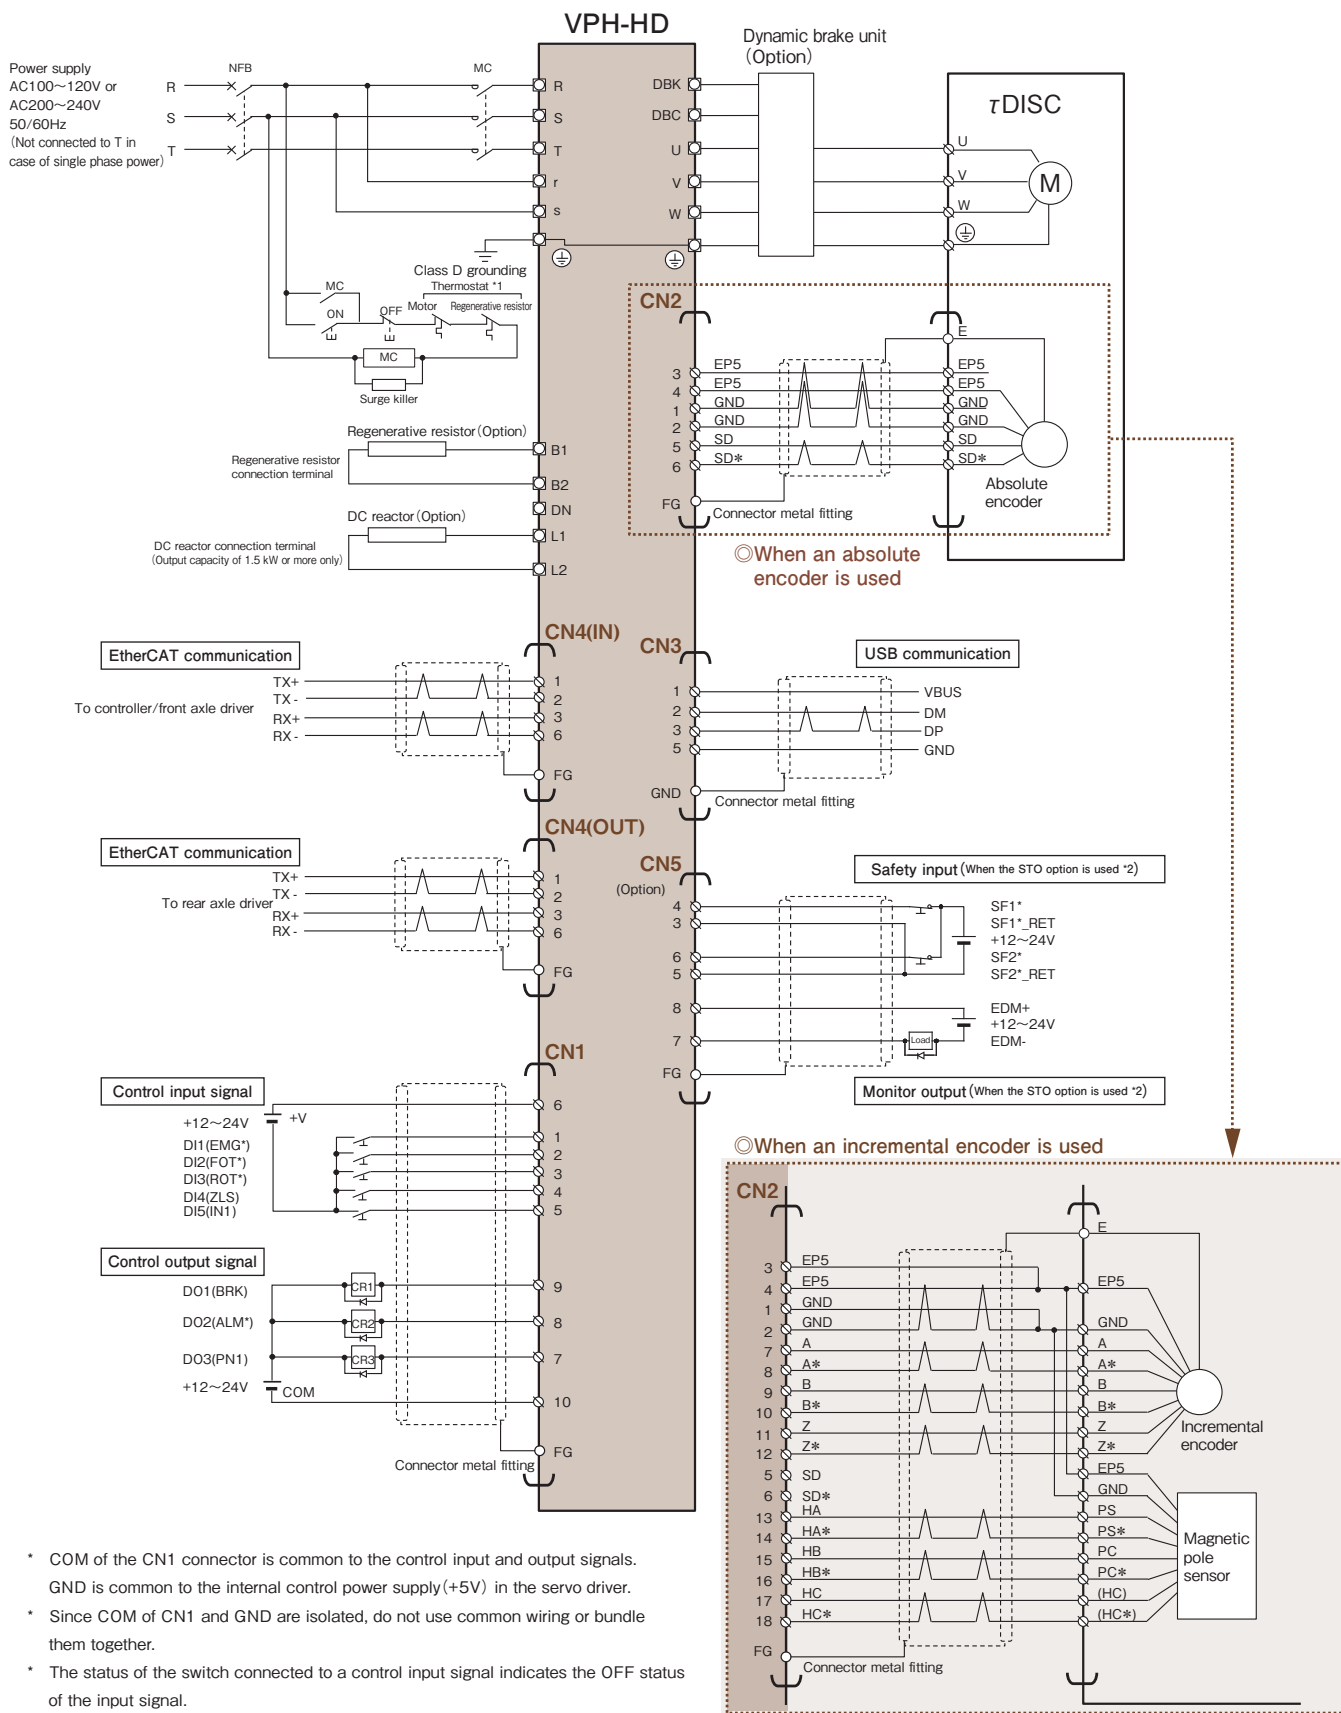 VPH-HD
Power supply
AC100～120V or
AC200～240V
50/60Hz
(Not connected to T in
case of single phase power)
NFB
MC
R
S
T
R
S
T
r
s
Class D grounding
Thermostat *1
MC
ON
OFF
Motor
Regenerative resistor
MC
Surge killer
Regenerative resistor(Option)
Regenerative resistor
connection terminal
B1
B2
DN
DC reactor(Option)
DC reactor connection terminal
(Output capacity of 1.5 kW or more only)
L1
L2
Dynamic brake unit
(Option)
DBK
DBC
U
V
W
τDISC
U
V
W
M
CN2
3 EP5
4 EP5
1 GND
2 GND
5 SD
6 SD*
FG
Connector metal fitting
E
EP5
EP5
GND
GND
SD
SD*
Absolute
encoder
◎When an absolute
encoder is used
CN4(IN)
EtherCAT communication
To controller/front axle driver
TX+ 1
TX - 2
RX+ 3
RX - 6
FG
CN3
USB communication
1 VBUS
2 DM
3 DP
5 GND
GND
Connector metal fitting
CN4(OUT)
EtherCAT communication
To rear axle driver
TX+ 1
TX - 2
RX+ 3
RX - 6
FG
CN5
(Option)
Safety input(When the STO option is used *2)
4 SF1*
3 SF1*_RET
+12～24V
6 SF2*
5 SF2*_RET
8 EDM+
+12～24V
7 Load EDM-
FG
Monitor output(When the STO option is used *2)
CN1
Control input signal
+12～24V +V 6
DI1(EMG*) 1
DI2(FOT*) 2
DI3(ROT*) 3
DI4(ZLS) 4
DI5(IN1) 5
Control output signal
DO1(BRK) CR1 9
DO2(ALM*) CR2 8
DO3(PN1) CR3 7
+12～24V COM 10
FG
Connector metal fitting
◎When an incremental encoder is used
CN2
E
3 EP5
4 EP5 EP5
1 GND
2 GND GND
7 A A
8 A* A*
9 B B
10 B* B*
11 Z Z
12 Z* Z*
5 SD EP5
6 SD* GND
13 HA PS
14 HA* PS*
15 HB PC
16 HB* PC*
17 HC (HC)
18 HC* (HC*)
FG
Connector metal fitting
Incremental
encoder
Magnetic
pole
sensor
* COM of the CN1 connector is common to the control input and output signals.
GND is common to the internal control power supply(+5V) in the servo driver.
* Since COM of CN1 and GND are isolated, do not use common wiring or bundle
them together.
* The status of the switch connected to a control input signal indicates the OFF status
of the input signal.